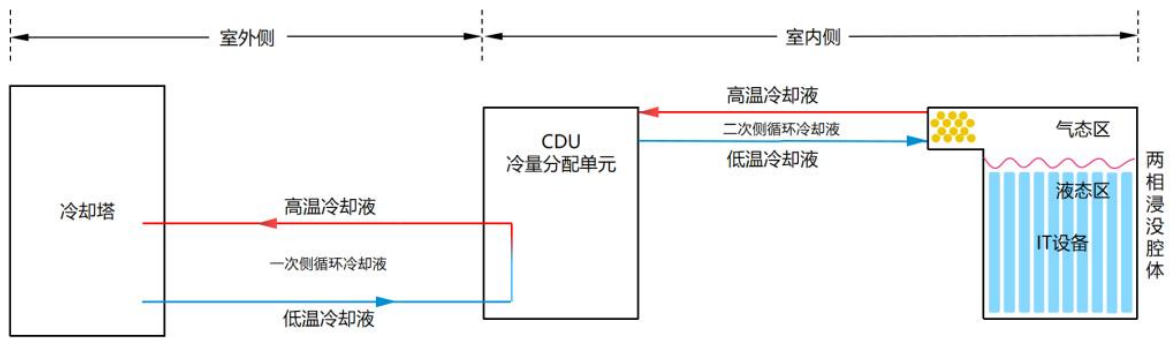 室外侧
室内侧
高温冷却液
二次侧循环冷却液
低温冷却液
CDU
冷量分配单元
气态区
液态区
IT设备
两相浸没腔体
冷却塔
高温冷却液
一次侧循环冷却液
低温冷却液